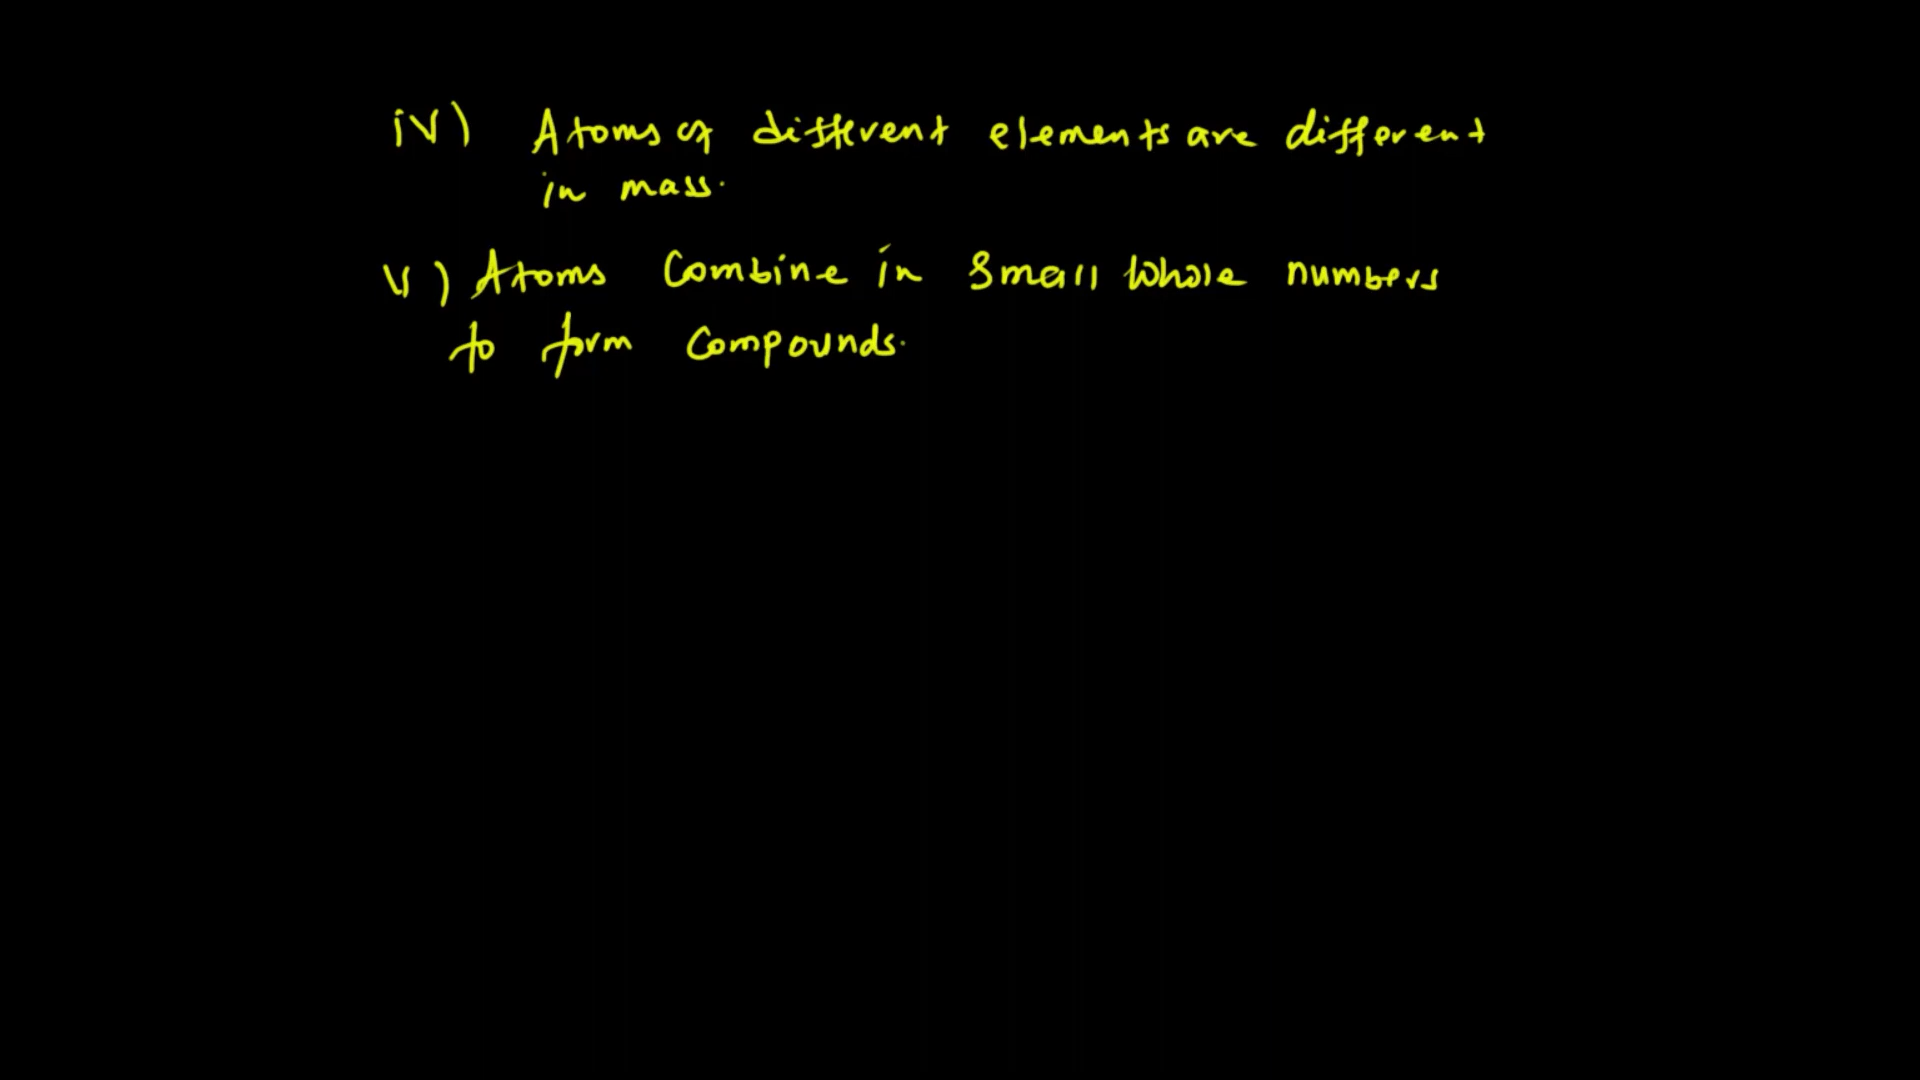 iv) Atoms of different elements are different
in mass.
v) Atoms Combine in Small Whole numbers
to form Compounds.